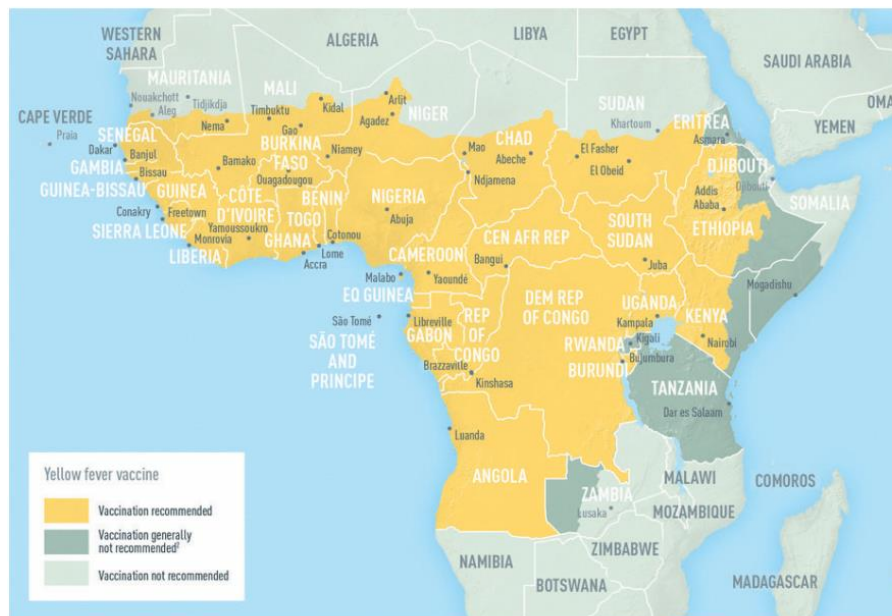 WESTERN
SAHARA
ALGERIA
LIBYA
EGYPT
SAUDI ARABIA
OMA
YEMEN
MAURITANIA
Nouakchott
Aleg
Tidjikdja
MALI
Timbuktu
Kidal
Gao
Nema
Arlit
Agadez
NIGER
SUDAN
Khartoum
ERITREA
Asmara
CAPE VERDE
Praia
SENEGAL
Dakar
GAMBIA
Banjul
GUINEA-BISSAU
Bissau
Bamako
BURKINA
FASO
Ouagadougou
Niamey
CHAD
Mao
Abeche
Ndjamena
El Fasher
El Obeid
DJIBOUTI
Djibouti
SOMALIA
GUINEA
Conakry
Freetown
SIERRA LEONE
CÔTE
D'IVOIRE
Yamoussoukro
Monrovia
LIBERIA
BENIN
TOGO
GHANA
Cotonou
Lome
Accra
NIGERIA
Abuja
CAMEROON
Yaoundé
Malabo
EQ GUINEA
CEN AFR REP
Bangui
SOUTH
SUDAN
Juba
Addis
Ababa
ETHIOPIA
Mogadishu
São Tomé
SÃO TOMÉ
AND
PRINCIPE
Libreville
GABON
REP
OF
CONGO
Brazzaville
Kinshasa
DEM REP
OF CONGO
UGANDA
Kampala
KENYA
Nairobi
RWANDA
Kigali
Bujumbura
BURUNDI
TANZANIA
Dar es Salaam
Luanda
ANGOLA
ZAMBIA
Lusaka
MALAWI
MOZAMBIQUE
COMOROS
ZIMBABWE
NAMIBIA
BOTSWANA
MADAGASCAR
Yellow fever vaccine
Vaccination recommended
Vaccination generally
not recommended²
Vaccination not recommended